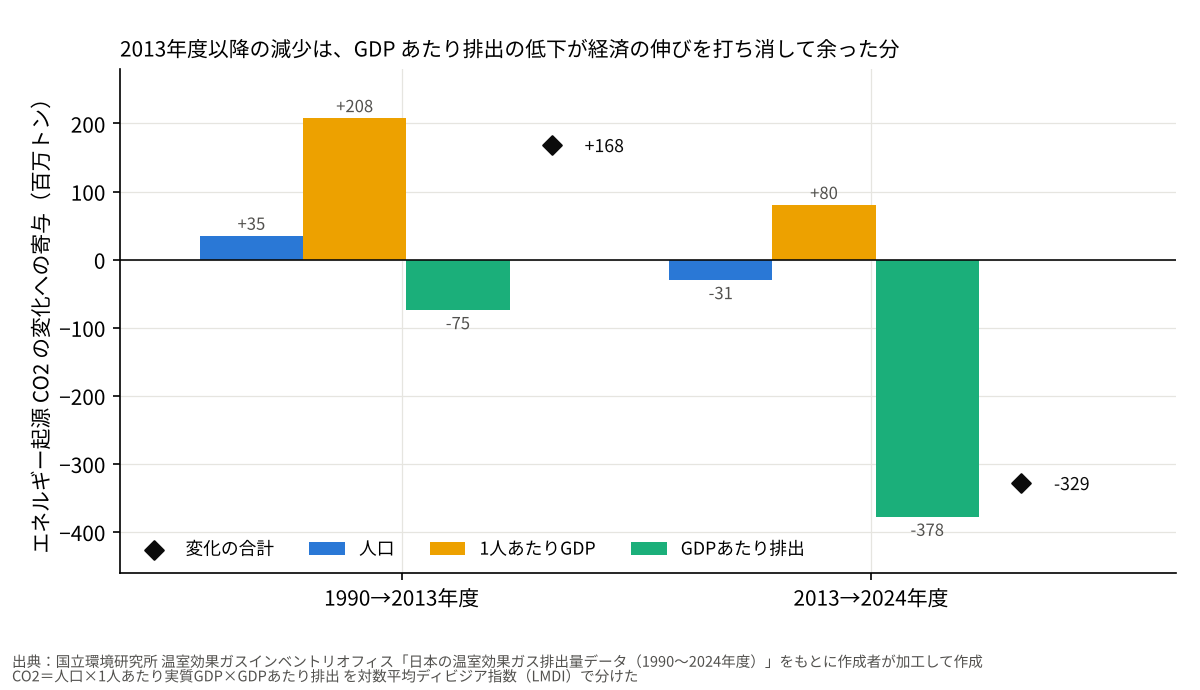 2013年度以降の減少は、GDP あたり排出の低下が経済の伸びを打ち消して余った分
エネルギー起源 CO2 の変化への寄与（百万トン）
200
100
0
−100
−200
−300
−400
+35
+208
-75
+168
-31
+80
-378
-329
変化の合計
人口
1人あたりGDP
GDPあたり排出
1990→2013年度
2013→2024年度
出典：国立環境研究所 温室効果ガスインベントリオフィス「日本の温室効果ガス排出量データ（1990～2024年度）」をもとに作成者が加工して作成
CO2＝人口×1人あたり実質GDP×GDPあたり排出 を対数平均ディビジア指数（LMDI）で分けた